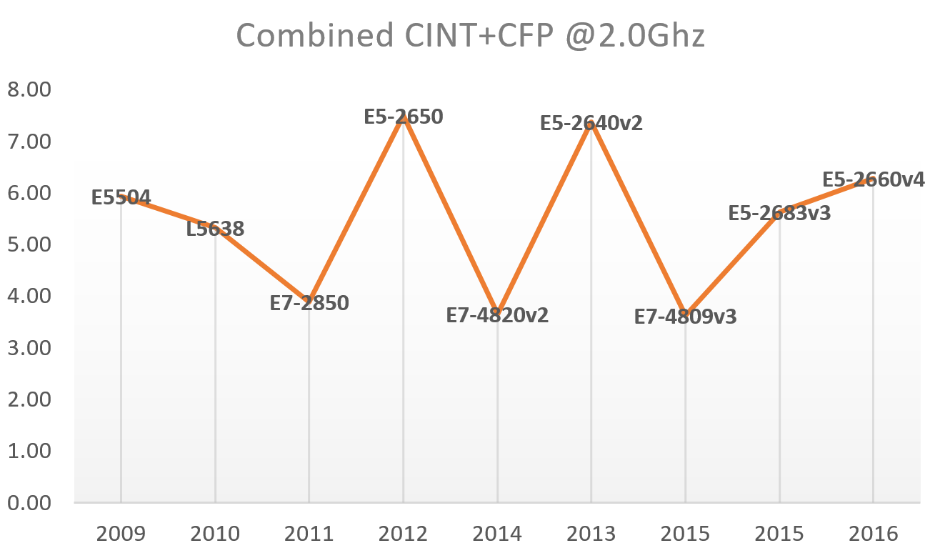 Combined CINT+CFP @2.0Ghz
8.00
7.00
6.00
5.00
4.00
3.00
2.00
1.00
0.00
E5504
L5638
E7-2850
E5-2650
E7-4820v2
E5-2640v2
E7-4809v3
E5-2683v3
E5-2660v4
2009 2010 2011 2012 2014 2013 2015 2015 2016